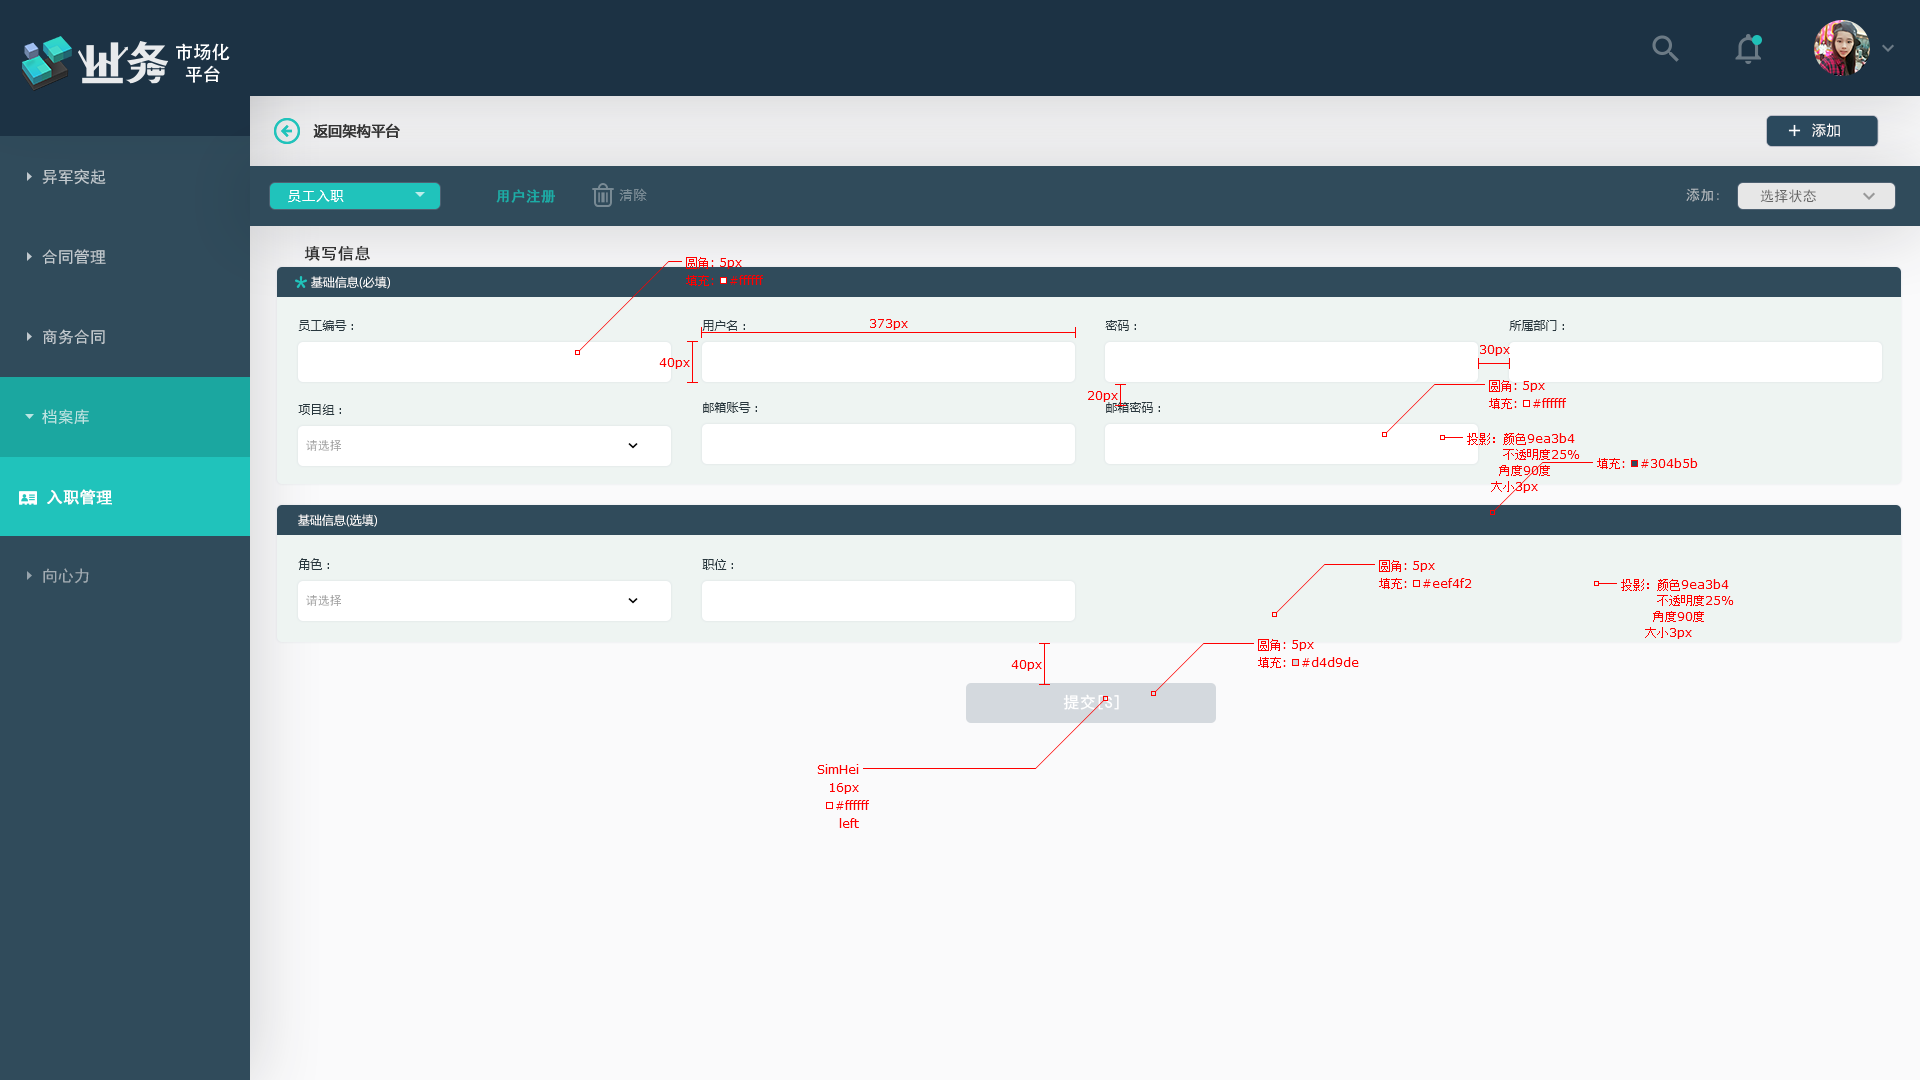 业务 市场化
平台
返回架构平台
+ 添加
异军突起
合同管理
商务合同
档案库
入职管理
向心力
员工入职
用户注册
清除
添加：
选择状态
填写信息
圆角: 5px
填充: #ffffff
基础信息(必填)
员工编号：
用户名：
373px
密码：
所属部门：
40px
30px
20px
圆角: 5px
填充: #ffffff
项目组：
邮箱账号：
邮箱密码：
请选择
投影: 颜色9ea3b4
不透明度25%
角度90度
大小3px
填充: #304b5b
基础信息(选填)
角色：
职位：
请选择
圆角: 5px
填充: #eef4f2
投影: 颜色9ea3b4
不透明度25%
角度90度
大小3px
40px
圆角: 5px
填充: #d4d9de
提交[S]
SimHei
16px
#ffffff
left